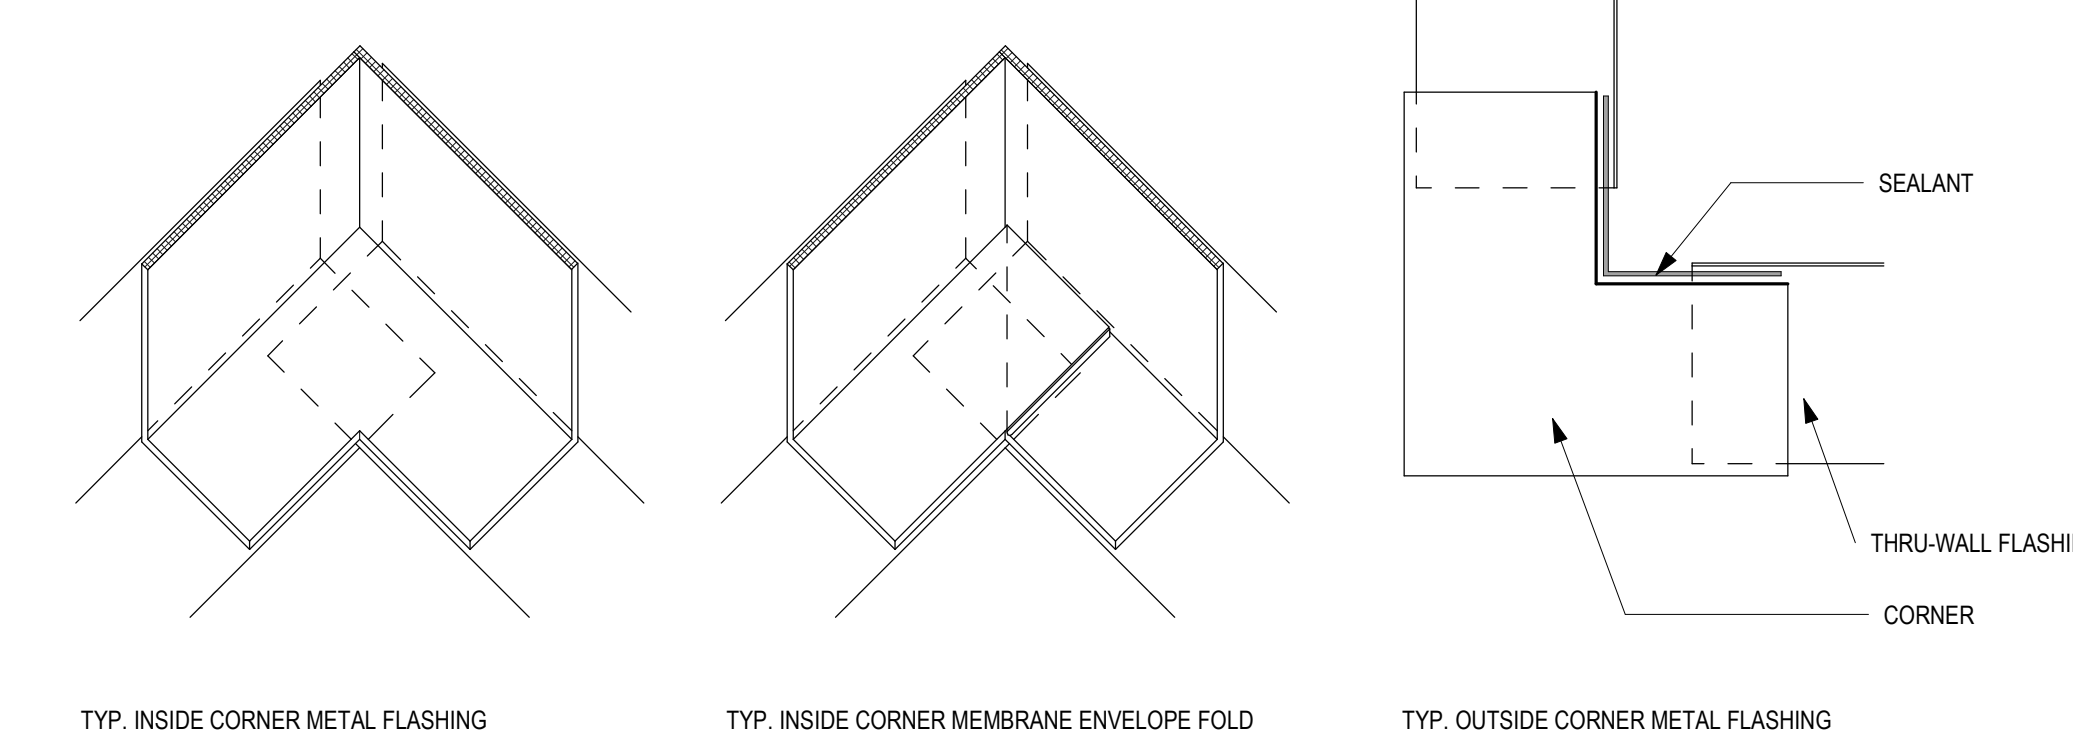 SEALANT
THRU-WALL
CORNER
TYP. INSIDE CORNER METAL FLASHING
TYP. INSIDE CORNER MEMBRANE ENVELOPE FOLD
TYP. OUTSIDE CORNER METAL FLASHING